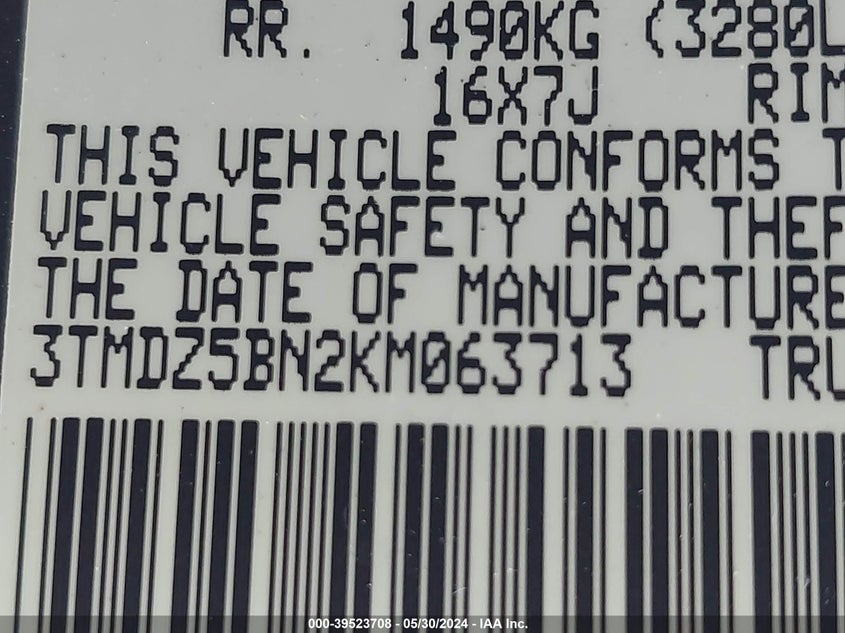 RR. 1490KG (3280L
16X7J RIM
THIS VEHICLE CONFORMS T
VEHICLE SAFETY AND THEF
THE DATE OF MANUFACTURE
3TMDZ5BN2KM063713 TRU
000-39523708 - 05/30/2024 - IAA Inc.